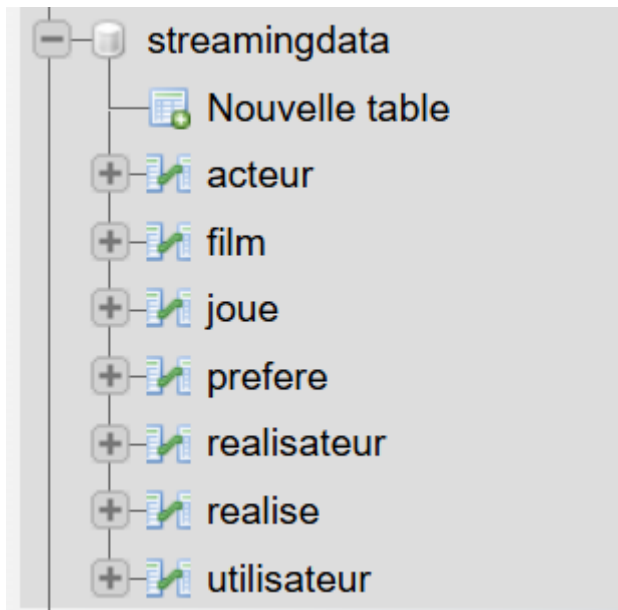 streamingdata
Nouvelle table
acteur
film
joue
prefere
realisateur
realise
utilisateur